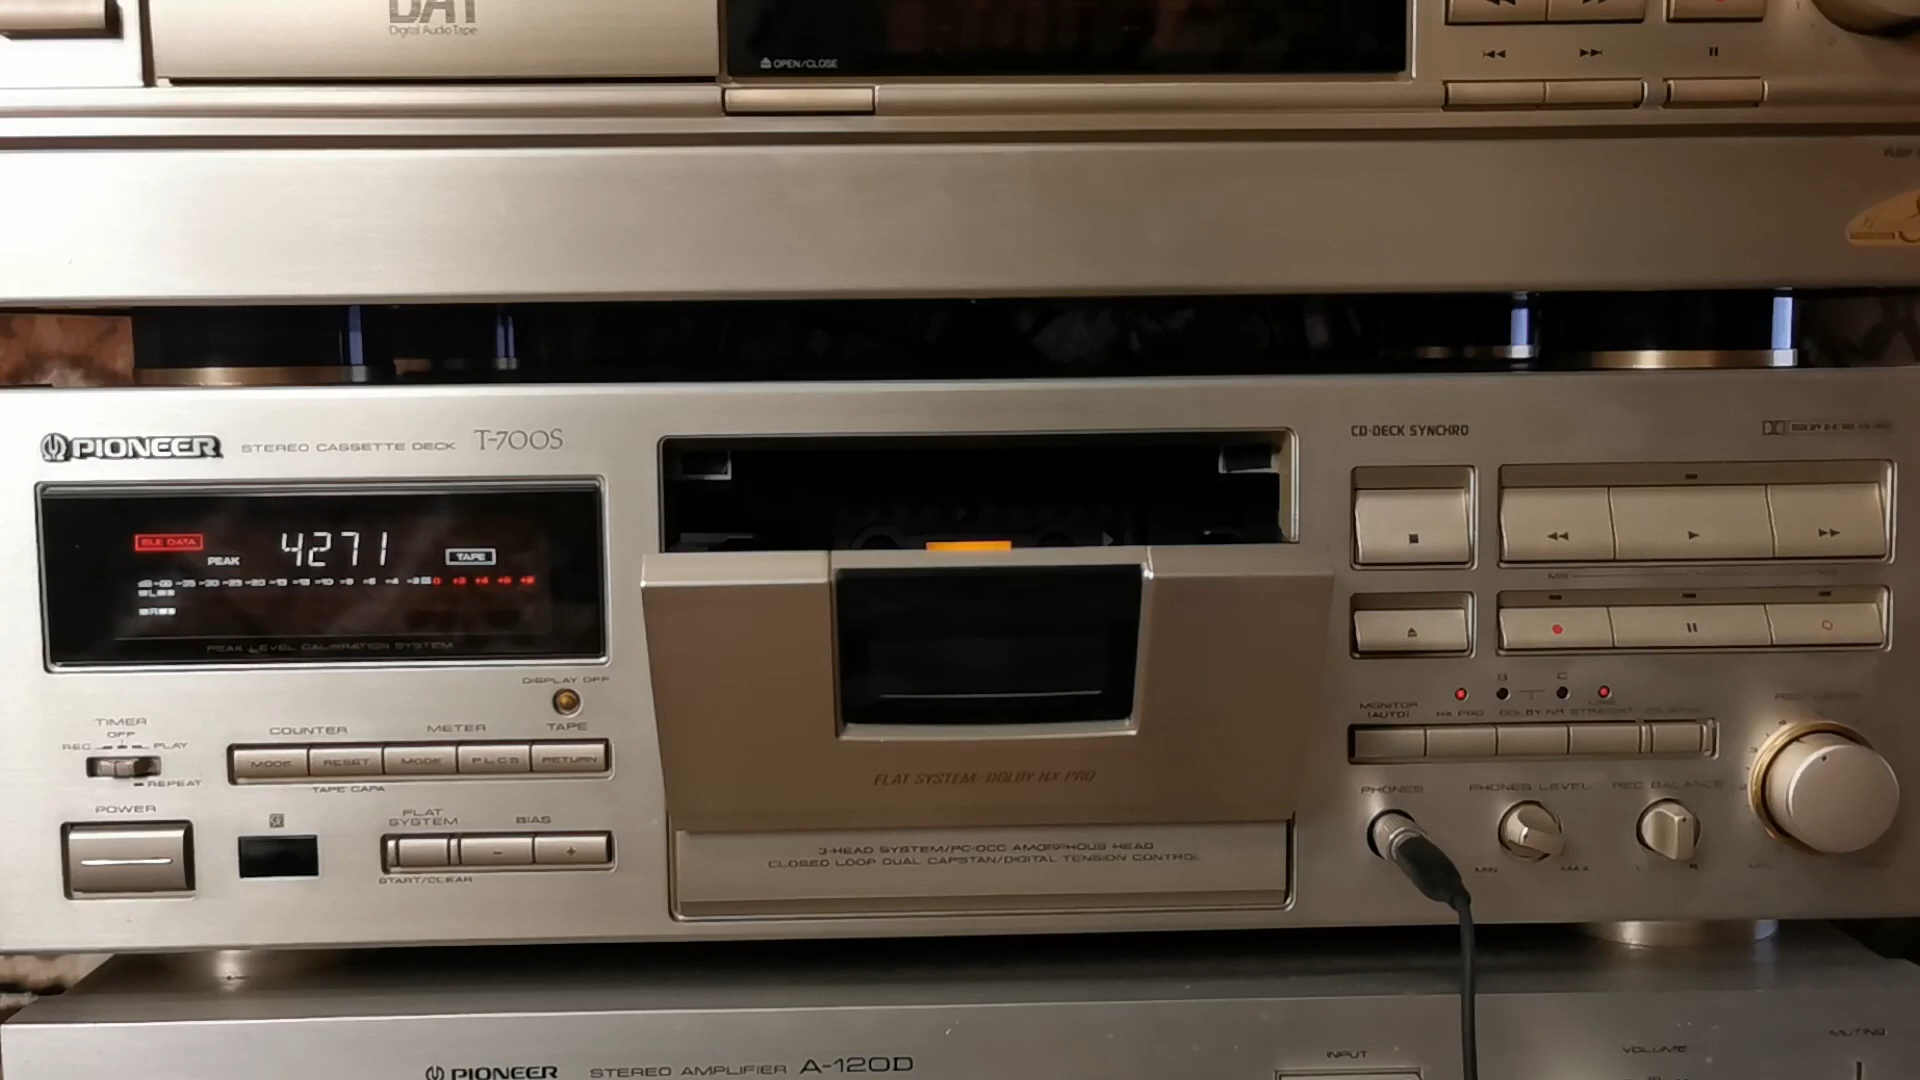 DAT
Digital Audio Tape
OPEN/CLOSE
PIONEER STEREO CASSETTE DECK T-700S
CD·DECK SYNCHRO
PEAK 4271 TAPE
L
R
PEAK LEVEL CALIBRATION SYSTEM
DISPLAY OFF
TIMER
OFF
REC PLAY
REPEAT
COUNTER METER TAPE
MODE RESET MODE P.L.C.S RETURN
TAPE CAPA
POWER
FLAT
SYSTEM
BIAS
- +
START/CLEAR
FLAT SYSTEM/DOLBY HX PRO
3-HEAD SYSTEM/PC-OCC AMORPHOUS HEAD
CLOSED LOOP DUAL CAPSTAN/DIGITAL TENSION CONTROL
B C
MONITOR
(AUTO)
HX PRO DOLBY NR
PHONES PHONES LEVEL REC BALANCE
MIN MAX L R
PIONEER STEREO AMPLIFIER A-120D
INPUT
VOLUME
MUTING